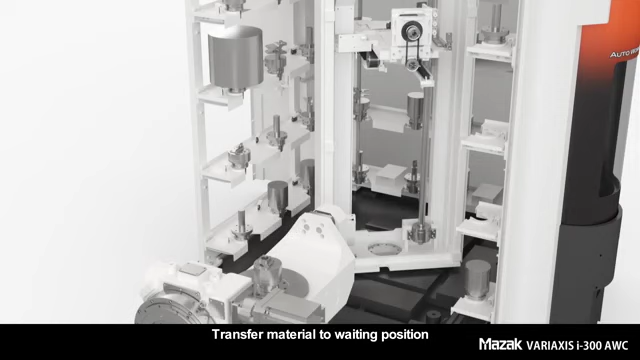 AUTO W
Transfer material to waiting position
Mazak VARIAXIS i-300 AWC